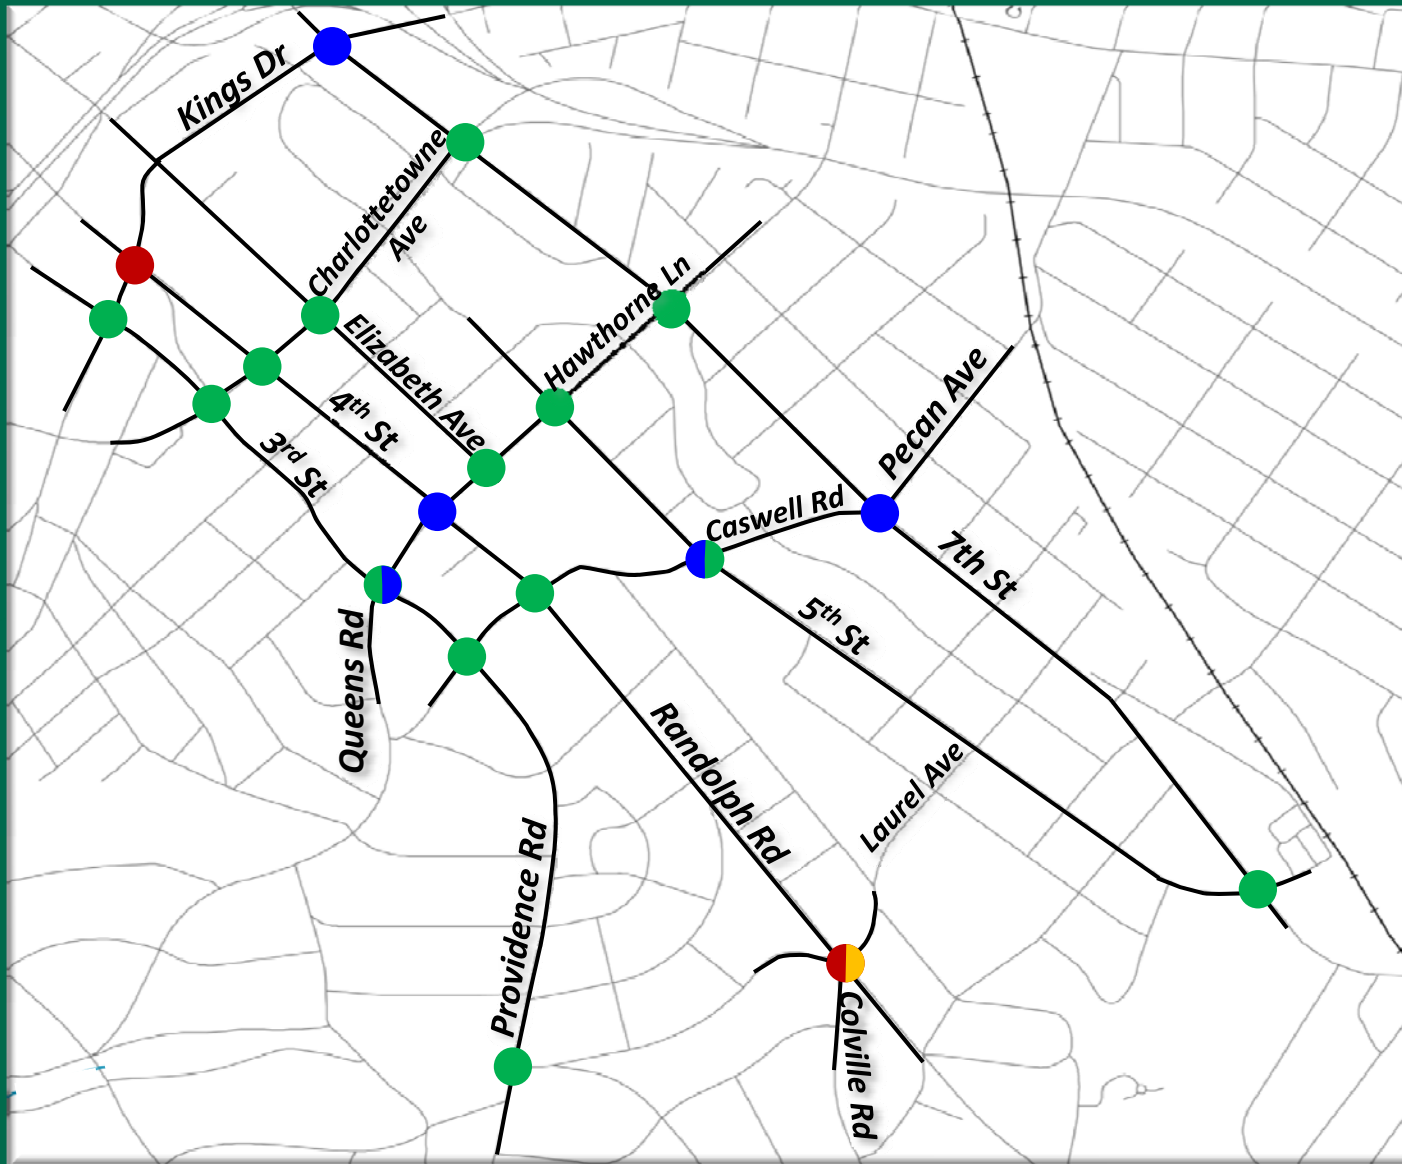 Kings Dr
Charlottetowne
Ave
Hawthorne Ln
Elizabeth Ave
4th St
3rd St
Pecan Ave
Caswell Rd
7th St
5th St
Queens Rd
Randolph Rd
Laurel Ave
Providence Rd
Colville Rd